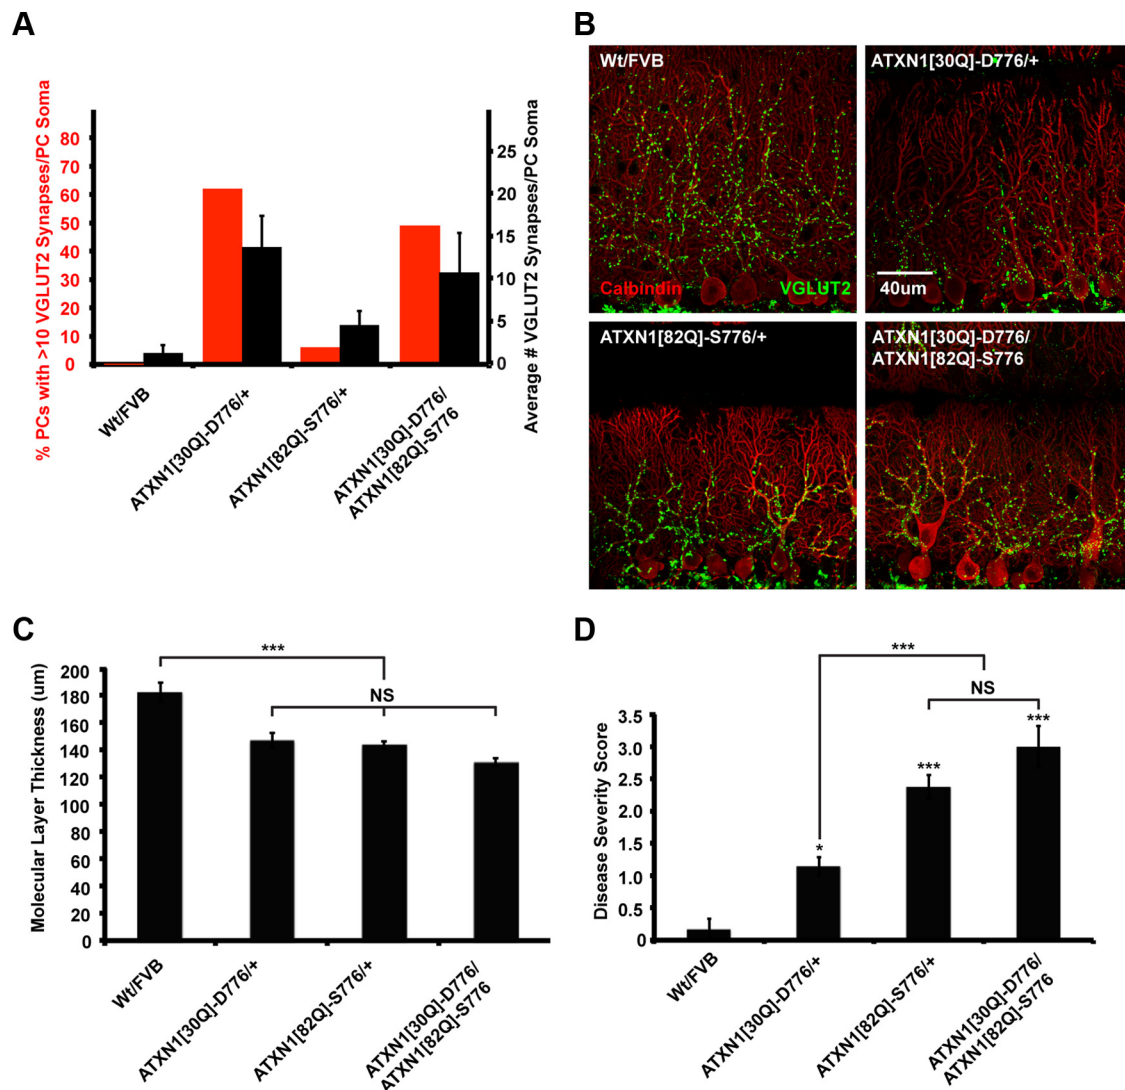 A
% PCs with >10 VGLUT2 Synapses/PC Soma
80
70
60
50
40
30
20
10
0
25
20
15
10
5
0
Average # VGLUT2 Synapses/PC Soma
Wt/FVB
ATXN1[30Q]-D776/+
ATXN1[82Q]-S776/+
ATXN1[30Q]-D776/
ATXN1[82Q]-S776
B
Wt/FVB
Calbindin
VGLUT2
ATXN1[30Q]-D776/+
40um
ATXN1[82Q]-S776/+
ATXN1[30Q]-D776/
ATXN1[82Q]-S776
C
Molecular Layer Thickness (um)
200
180
160
140
120
100
80
60
40
20
0
***
NS
Wt/FVB
ATXN1[30Q]-D776/+
ATXN1[82Q]-S776/+
ATXN1[30Q]-D776/
ATXN1[82Q]-S776
D
Disease Severity Score
3.5
3.0
2.5
2.0
1.5
1.0
0.5
0
***
NS
*
***
***
Wt/FVB
ATXN1[30Q]-D776/+
ATXN1[82Q]-S776/+
ATXN1[30Q]-D776/
ATXN1[82Q]-S776